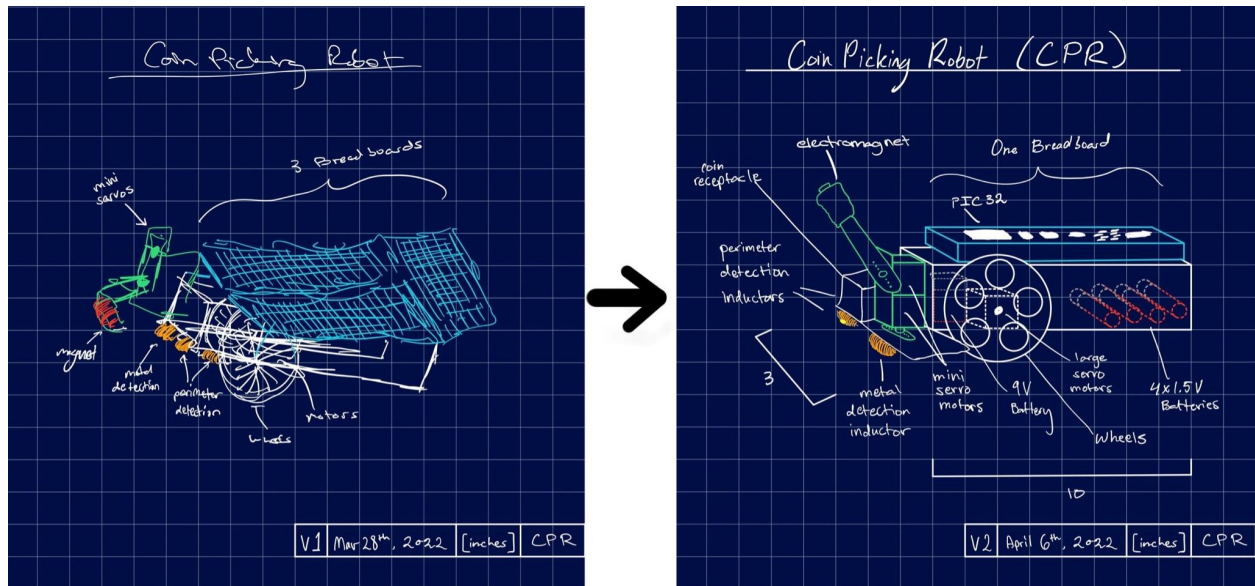 Coin Picking Robot
3 Breadboards
mini
sarvos
magnet
metal
detection
perimeter
detection
motors
wheels
V1
Mar 28th, 2022
[inches]
CPR
Coin Picking Robot (CPR)
electromagnet
One Breadboard
coin
receptacle
PIC32
perimeter
detection
inductors
3
metal
detection
inductor
mini
servo
motors
9V
Battery
large
servo
motors
4x1.5V
Batteries
Wheels
10
V2
April 6th, 2022
[inches]
CPR